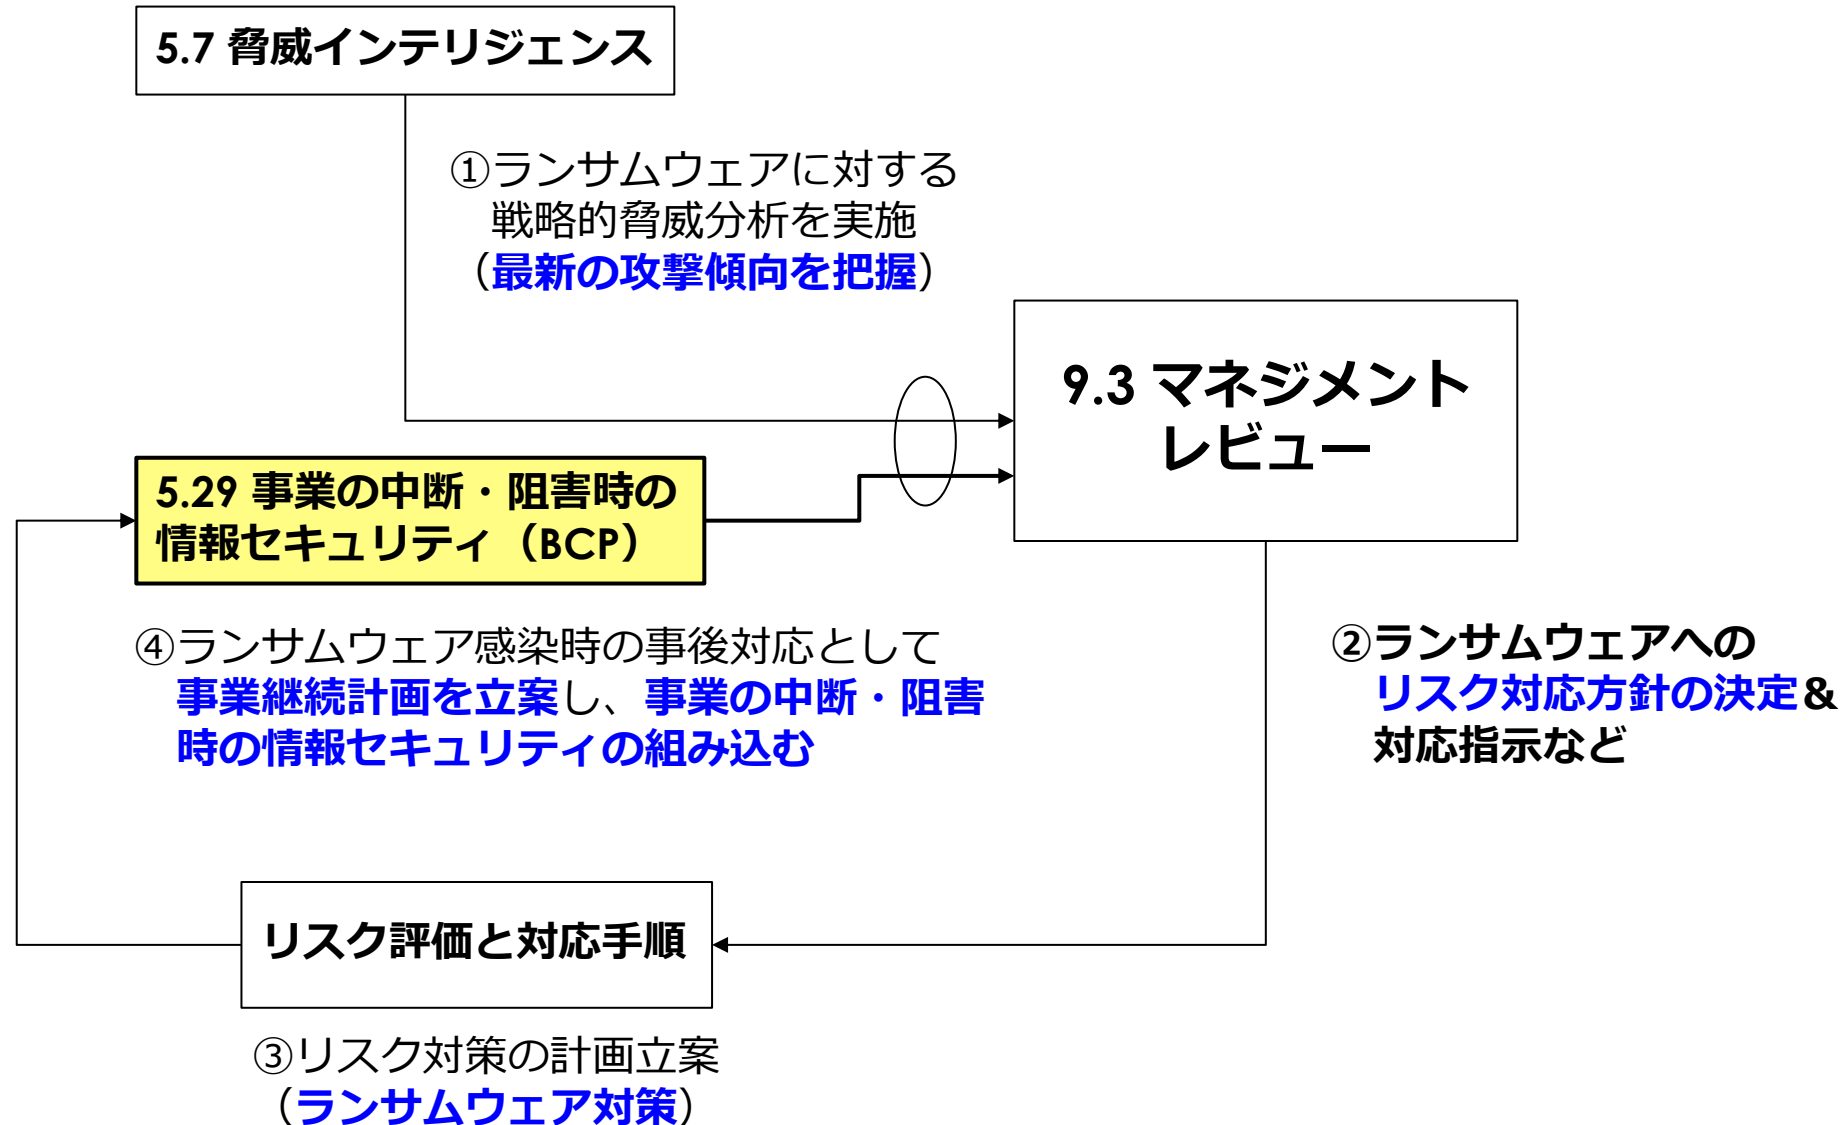 5.7 脅威インテリジェンス
①ランサムウェアに対する
戦略的脅威分析を実施
（最新の攻撃傾向を把握）
9.3 マネジメント
レビュー
5.29 事業の中断・阻害時の
情報セキュリティ（BCP）
④ランサムウェア感染時の事後対応として
事業継続計画を立案し、事業の中断・阻害
時の情報セキュリティの組み込む
②ランサムウェアへの
リスク対応方針の決定＆
対応指示など
リスク評価と対応手順
③リスク対策の計画立案
（ランサムウェア対策）